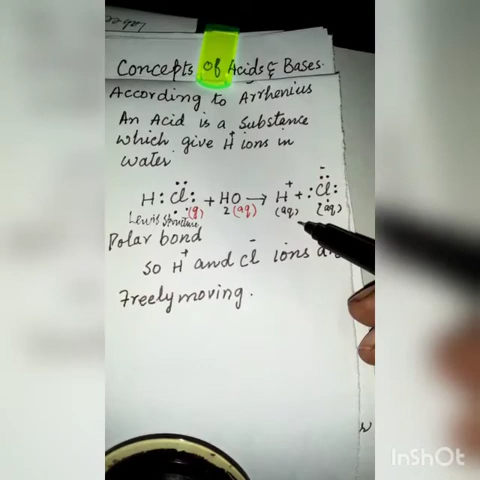 Concepts of Acids & Bases.
According to Arrhenius
An Acid is a Substance
which give H+ ions in
water
H : Cl : + HO → H+ + : Cl :
Lewis Structure (g) 2 (aq) (aq) (aq)
Polar bond
So H+ and Cl- ions
Freely moving.
InShOt